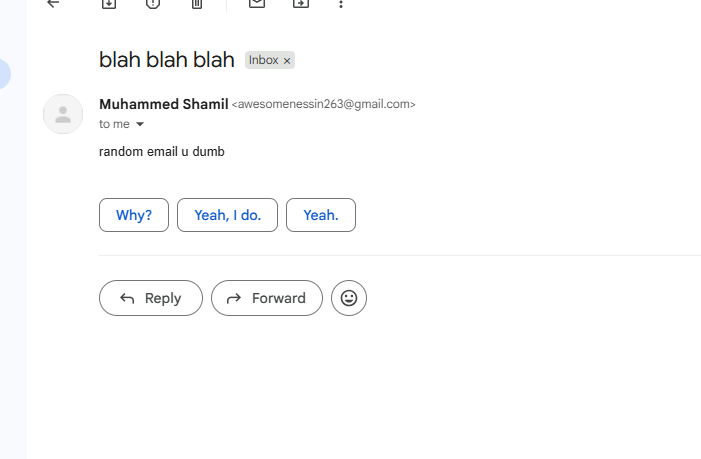 blah blah blah Inbox ×
Muhammed Shamil <awesomenessin263@gmail.com>
to me
random email u dumb
Why? Yeah, I do. Yeah.
Reply Forward